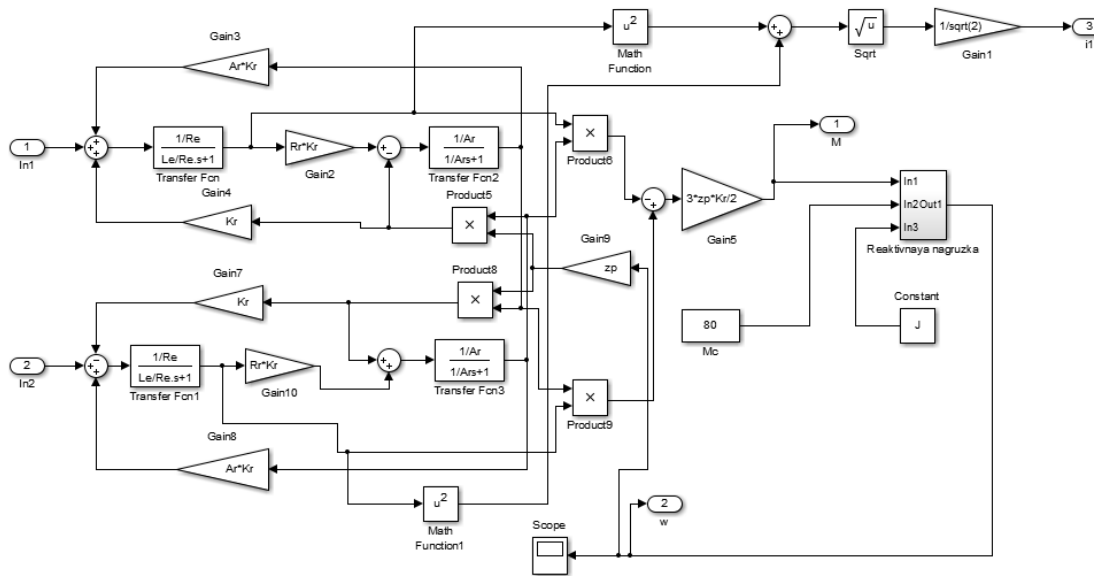 Gain3
Ar*Kr
u2
Math
Function
++
√u
Sqrt
1/sqrt(2)
Gain1
3
i1
1
In1
+++
1/Re
Le/Re.s+1
Transfer Fcn
Rr*Kr
Gain2
+−
1/Ar
1/Ars+1
Transfer Fcn2
×
Product6
1
M
Gain4
Kr
Product5
×
−+
3*zp*Kr/2
Gain5
In1
In2 Out1
In3
Reaktivnaya nagruzka
Gain9
zp
Gain7
Kr
Product8
×
80
Mc
Constant
J
2
In2
−++
1/Re
Le/Re.s+1
Transfer Fcn1
Rr*Kr
Gain10
++
1/Ar
1/Ars+1
Transfer Fcn3
×
Product9
Gain8
Ar*Kr
u2
Math
Function1
Scope
2
w